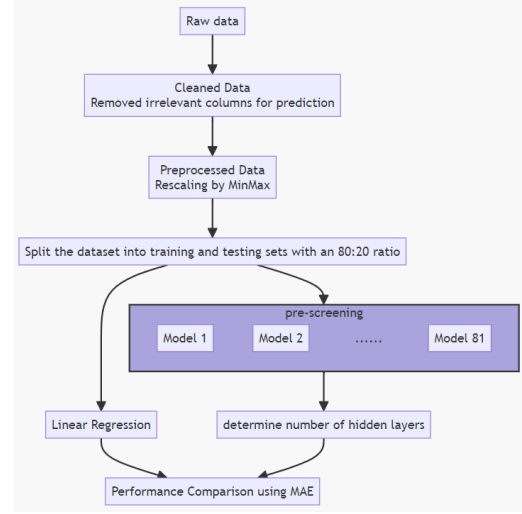 Raw data
Cleaned Data
Removed irrelevant columns for prediction
Preprocessed Data
Rescaling by MinMax
Split the dataset into training and testing sets with an 80:20 ratio
pre-screening
Model 1
Model 2
......
Model 81
Linear Regression
determine number of hidden layers
Performance Comparison using MAE